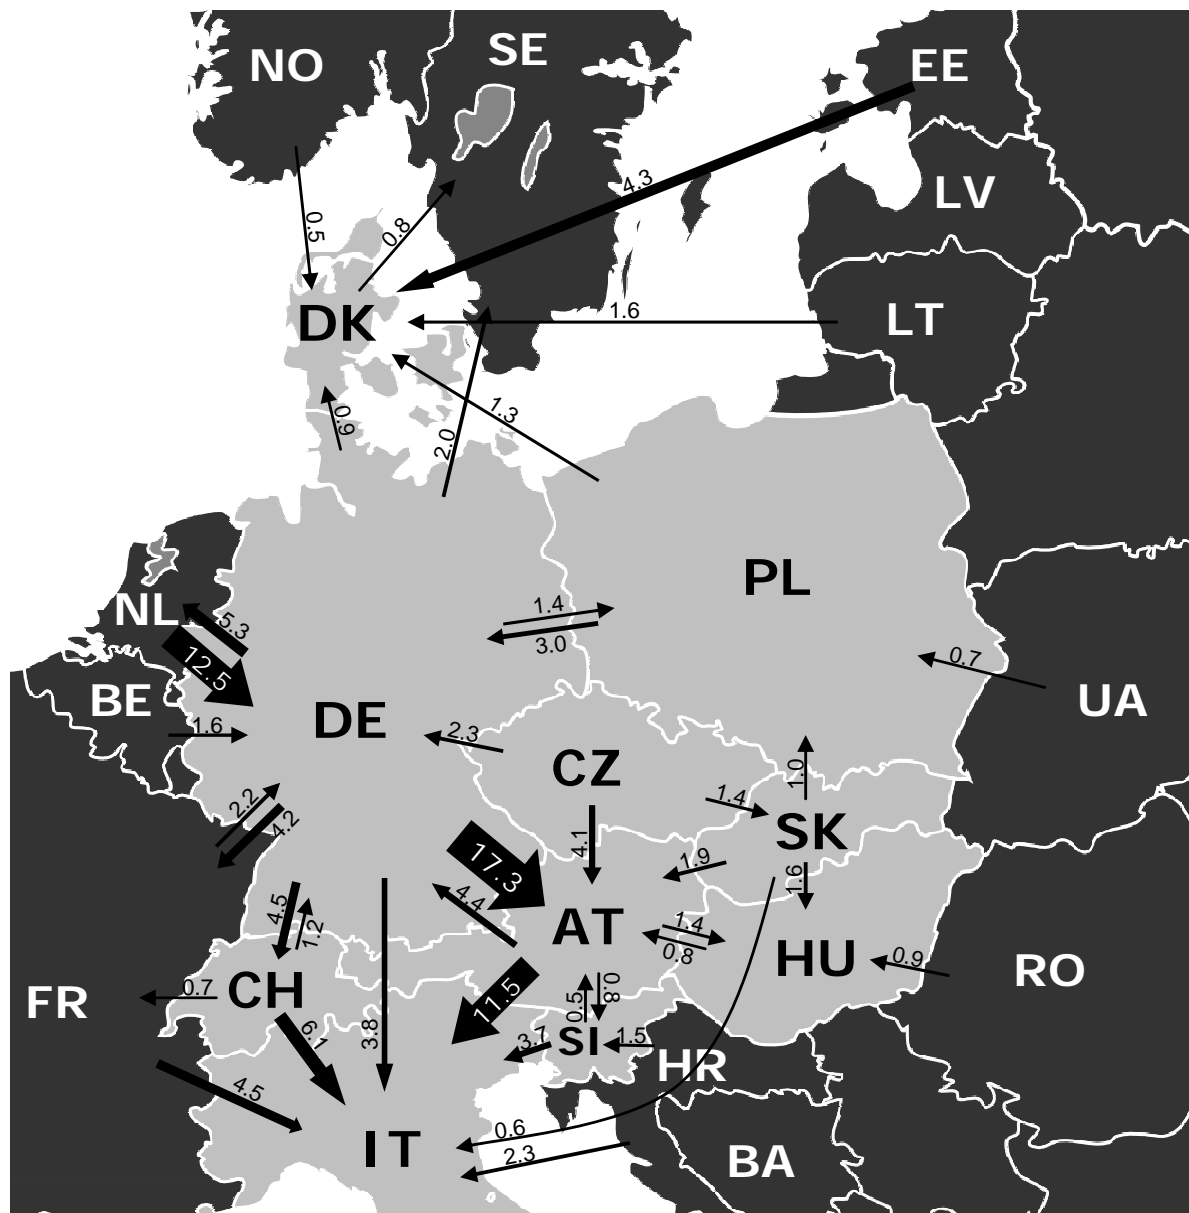 NO
SE
EE
4.3
LV
0.5
0.8
DK
1.6
LT
0.9
2.0
1.3
PL
NL
5.3
1.4
3.0
12.5
0.7
BE
UA
1.6
DE
2.3
CZ
1.0
2.2
4.2
1.4
SK
4.1
17.3
1.9
1.6
4.5
1.2
4.4
AT
1.4
0.8
HU
0.9
RO
FR
0.7
CH
11.5
0.5
0.8
6.1
3.8
3.7
SI
1.5
HR
4.5
0.6
IT
2.3
BA